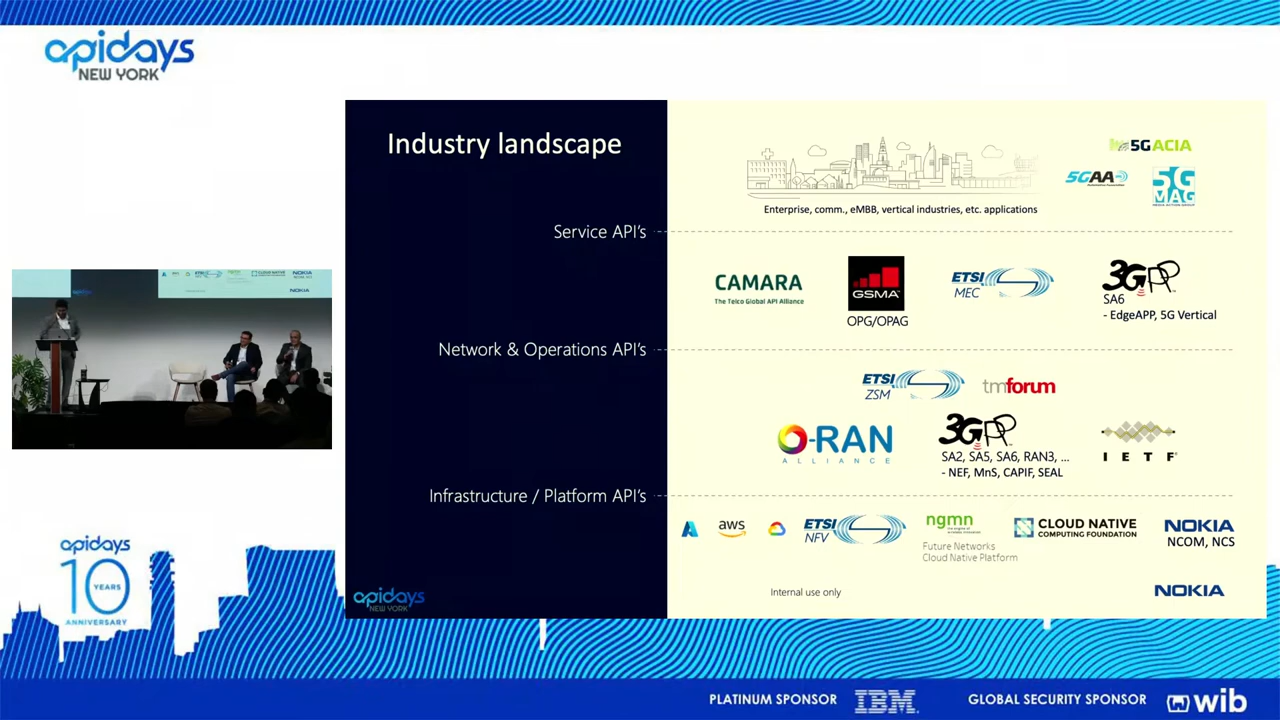 apidays
NEW YORK
Industry landscape
5G ACIA
5GAA
5G
MAG
Enterprise, comm., eMBB, vertical industries, etc. applications
Service API's
CAMARA
The Telco Global API Alliance
GSMA
OPG/OPAG
ETSI
MEC
3GPP
SA6
- EdgeAPP, 5G Vertical
Network & Operations API's
ETSI
ZSM
tmforum
O-RAN
ALLIANCE
3GPP
SA2, SA5, SA6, RAN3, ...
- NEF, MnS, CAPIF, SEAL
I E T F
Infrastructure / Platform API's
aws
ETSI
NFV
ngmn
Future Networks
Cloud Native Platform
CLOUD NATIVE
COMPUTING FOUNDATION
NOKIA
NCOM, NCS
Internal use only
NOKIA
apidays
NEW YORK
apidays
10
YEARS
ANNIVERSARY
PLATINUM SPONSOR
IBM
GLOBAL SECURITY SPONSOR
wib